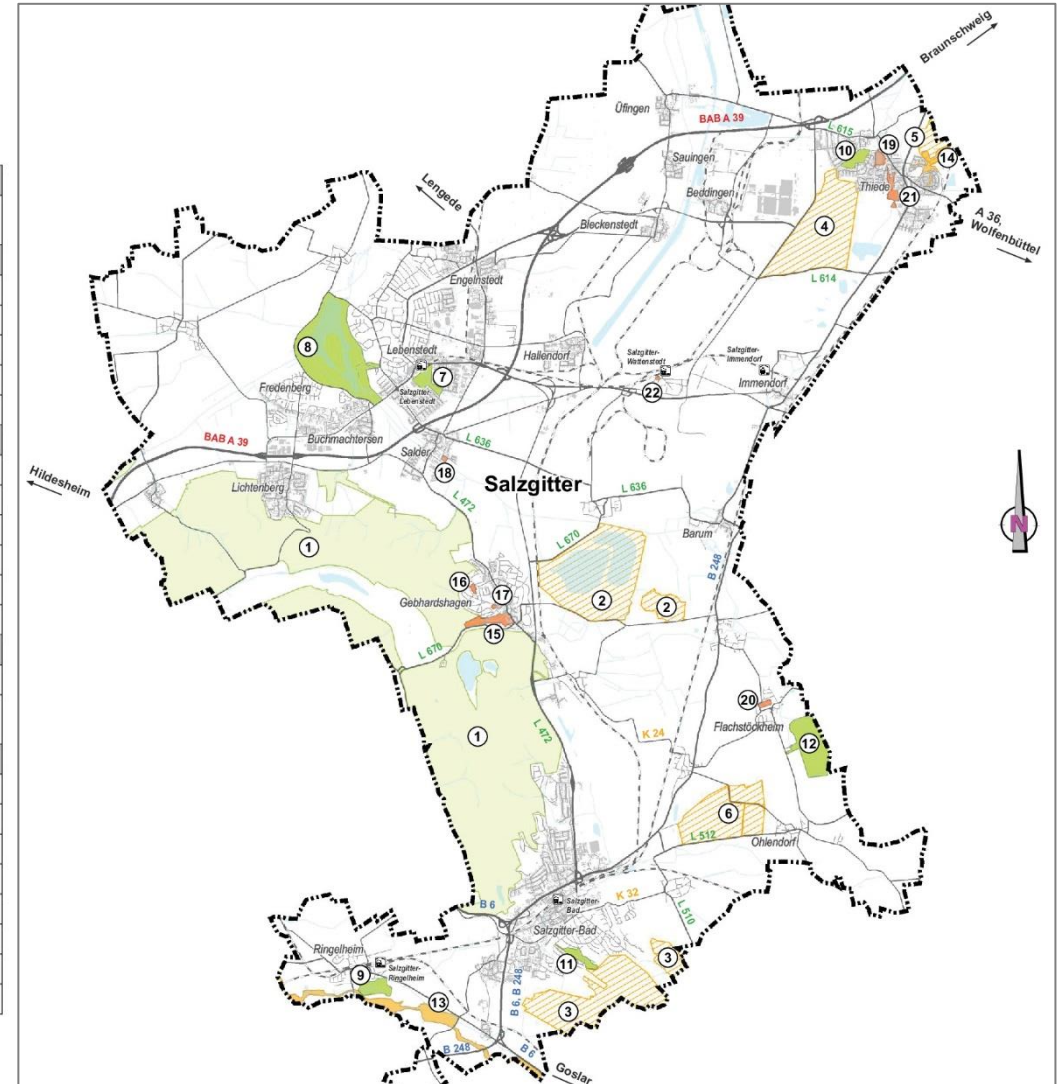 Braunschweig
Üfingen
BAB A 39
L 615
5
10
19
14
Sauingen
Thiede
21
Lengede
Beddingen
A 36,
Wolfenbüttel
Bleckenstedt
4
Engelnstedt
L 614
8
Lebenstedt
Hallendorf
Salzgitter-
Watenstedt
Salzgitter-
Immendorf
7
Fredenberg
Salzgitter-
Lebenstedt
22
Immendorf
Buchmachtersen
BAB A 39
L 636
Salder
18
Hildesheim
Salzgitter
Lichtenberg
L 636
L 472
N
L 670
Barum
1
B 248
16
17
2
2
Gebhardshagen
15
L 670
20
Flachstöckheim
1
L 472
K 24
12
6
L 512
Ohlendorf
B 6
K 32
Salzgitter-
Bad
L 510
Salzgitter-Bad
Ringelheim
Salzgitter-
Ringelheim
11
3
9
B 6, B 248
13
3
B 248
B 6
Goslar